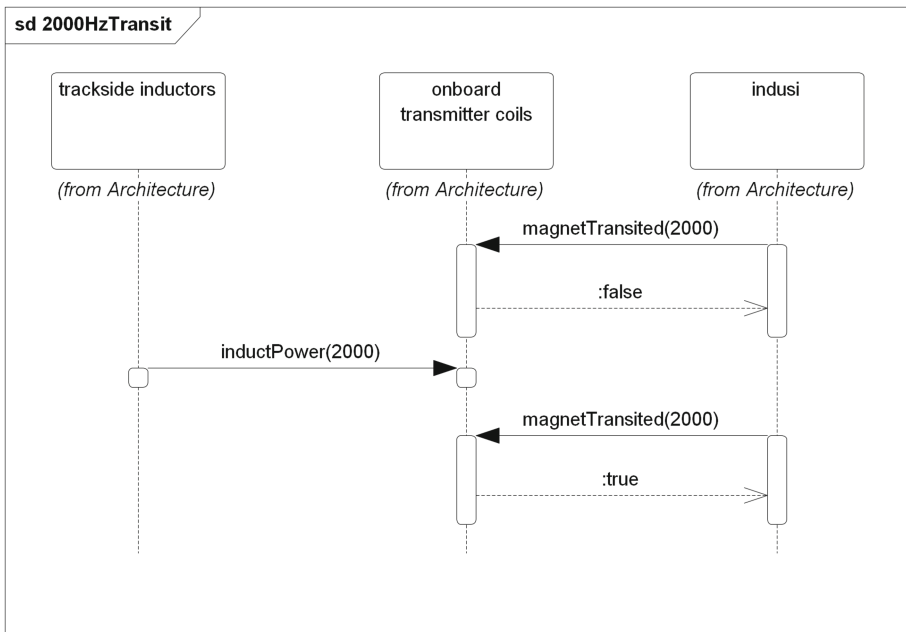 sd 2000HzTransit
trackside inductors
onboard
transmitter coils
indusi
(from Architecture)
(from Architecture)
(from Architecture)
magnetTransited(2000)
:false
inductPower(2000)
magnetTransited(2000)
:true